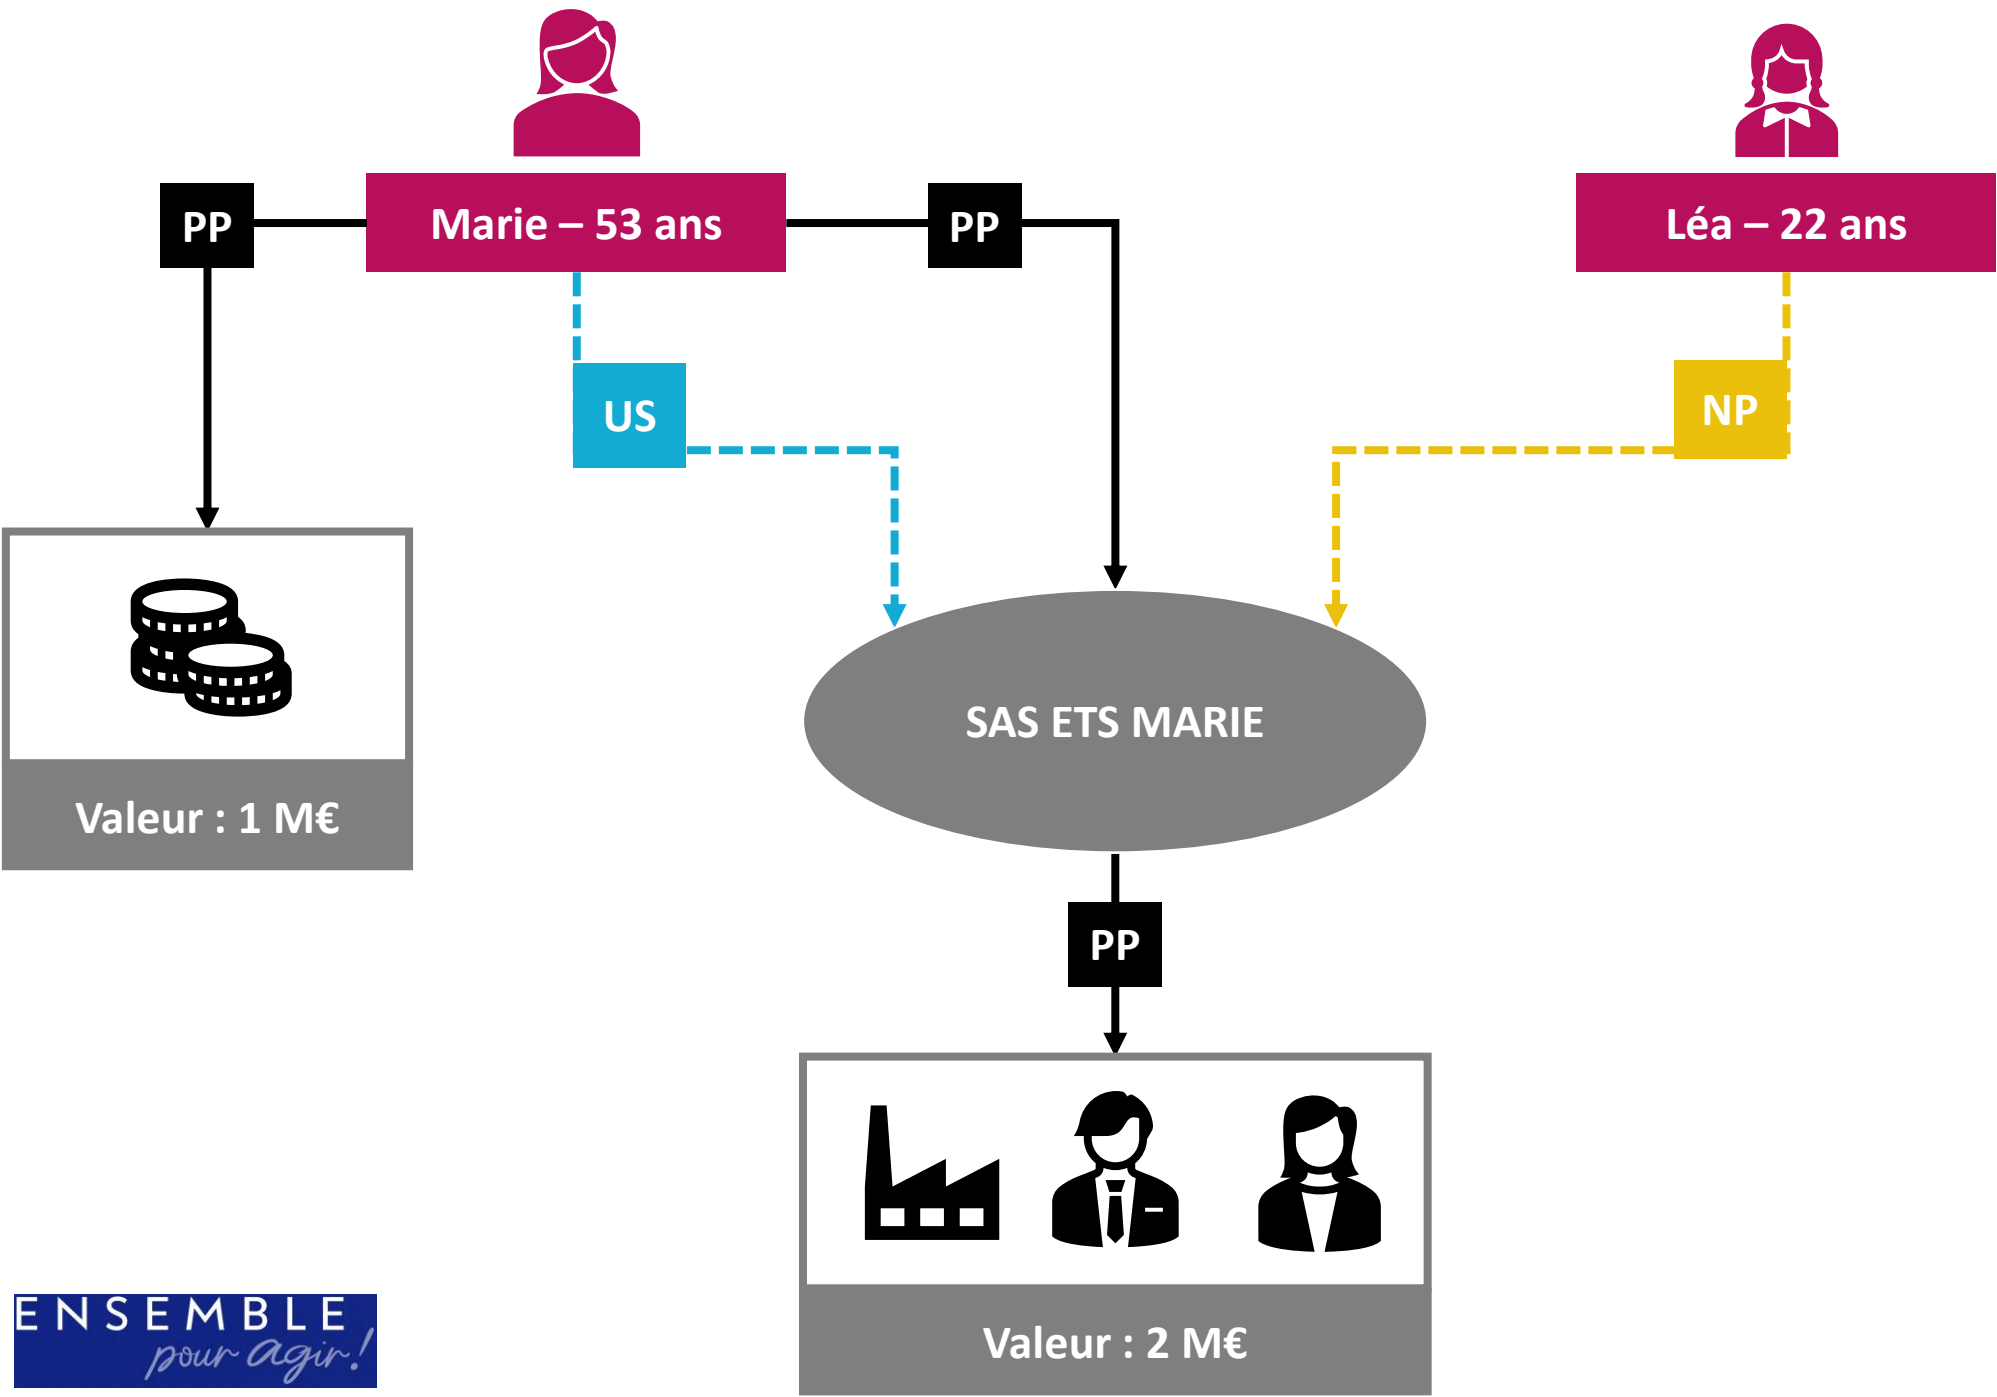 PP
Marie – 53 ans
PP
Léa – 22 ans
US
NP
SAS ETS MARIE
Valeur : 1 M€
PP
Valeur : 2 M€
ENSEMBLE
pour agir!